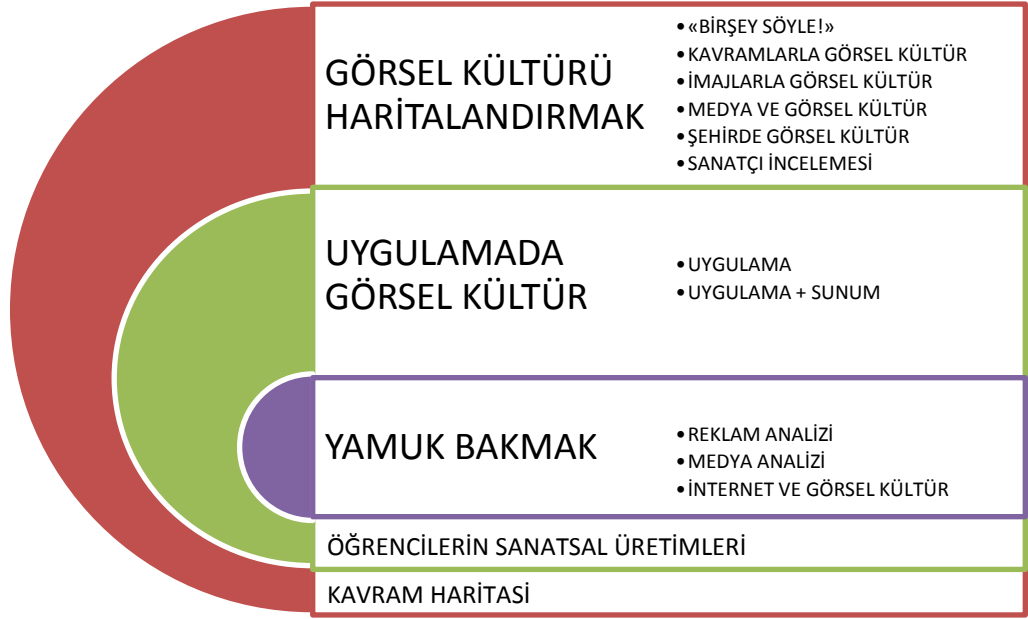 GÖRSEL KÜLTÜRÜ
HARİTALANDIRMAK
•«BİRŞEY SÖYLE!»
•KAVRAMLARLA GÖRSEL KÜLTÜR
•İMAJLARLA GÖRSEL KÜLTÜR
•MEDYA VE GÖRSEL KÜLTÜR
•ŞEHİRDE GÖRSEL KÜLTÜR
•SANATÇI İNCELEMESİ
UYGULAMADA
GÖRSEL KÜLTÜR
•UYGULAMA
•UYGULAMA + SUNUM
YAMUK BAKMAK
•REKLAM ANALİZİ
•MEDYA ANALİZİ
•İNTERNET VE GÖRSEL KÜLTÜR
ÖĞRENCİLERİN SANATSAL ÜRETİMLERİ
KAVRAM HARİTASİ